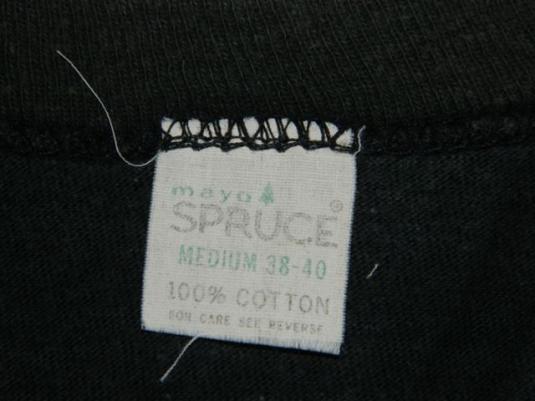 mayo
SPRUCE®
MEDIUM 38-40
100% COTTON
FOR CARE SEE REVERSE